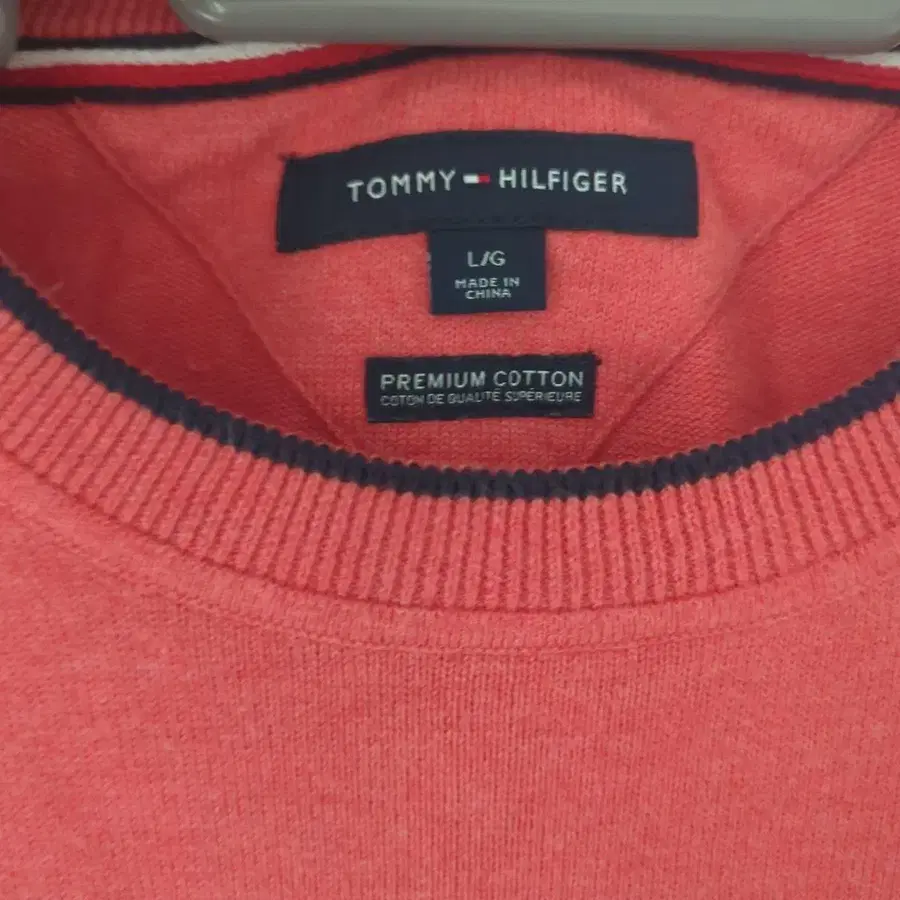 TOMMY HILFIGER
L/G
MADE IN
CHINA
PREMIUM COTTON
COTON DE QUALITÉ SUPÉRIEURE